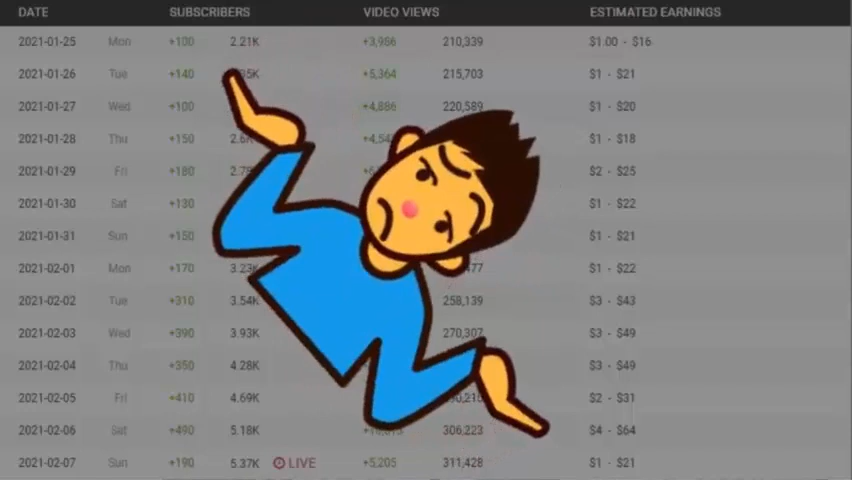 DATE SUBSCRIBERS VIDEO VIEWS ESTIMATED EARNINGS
2021-01-25 Mon +100 2.21K +3,986 210,339 $1.00 - $16
2021-01-26 Tue +140 +5,364 215,703 $1 - $21
2021-01-27 Wed +100 +4,886 220,589 $1 - $20
2021-01-28 Thu +150 $1 - $18
2021-01-29 Fri +180 $2 - $25
2021-01-30 Sat +130 $1 - $22
2021-01-31 Sun +150 $1 - $21
2021-02-01 Mon +170 3.23K $1 - $22
2021-02-02 Tue +310 3.54K 258,139 $3 - $43
2021-02-03 Wed +390 3.93K 270,307 $3 - $49
2021-02-04 Thu +350 4.28K $3 - $49
2021-02-05 Fri +410 4.69K $2 - $31
2021-02-06 Sat +490 5.18K 306,223 $4 - $64
2021-02-07 Sun +190 5.37K LIVE +5,205 311,428 $1 - $21